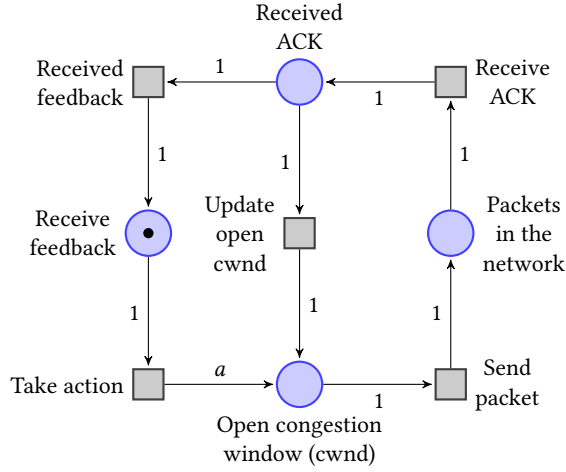 Received
ACK
Received
feedback
1
1
Receive
ACK
1
1
1
Receive
feedback
Update
open
cwnd
Packets
in the
network
1
1
1
Take action
a
1
Send
packet
Open congestion
window (cwnd)